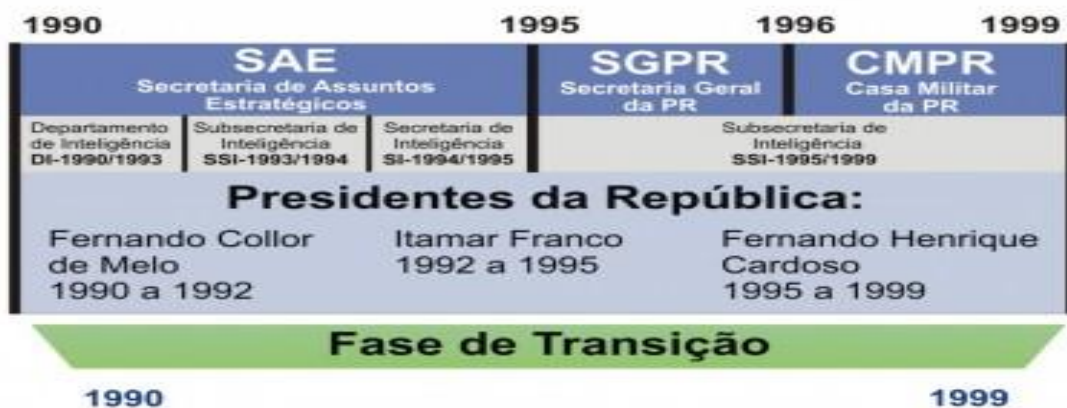 1990 1995 1996 1999
SAE
Secretaria de Assuntos
Estratégicos
SGPR
Secretaria Geral
da PR
CMPR
Casa Militar
da PR
Departamento
de Inteligência
DI-1990/1993
Subsecretaria de
Inteligência
SSI-1993/1994
Secretaria de
Inteligência
SI-1994/1995
Subsecretaria de
Inteligência
SSI-1995/1999
Presidentes da República:
Fernando Collor
de Melo
1990 a 1992
Itamar Franco
1992 a 1995
Fernando Henrique
Cardoso
1995 a 1999
Fase de Transição
1990 1999